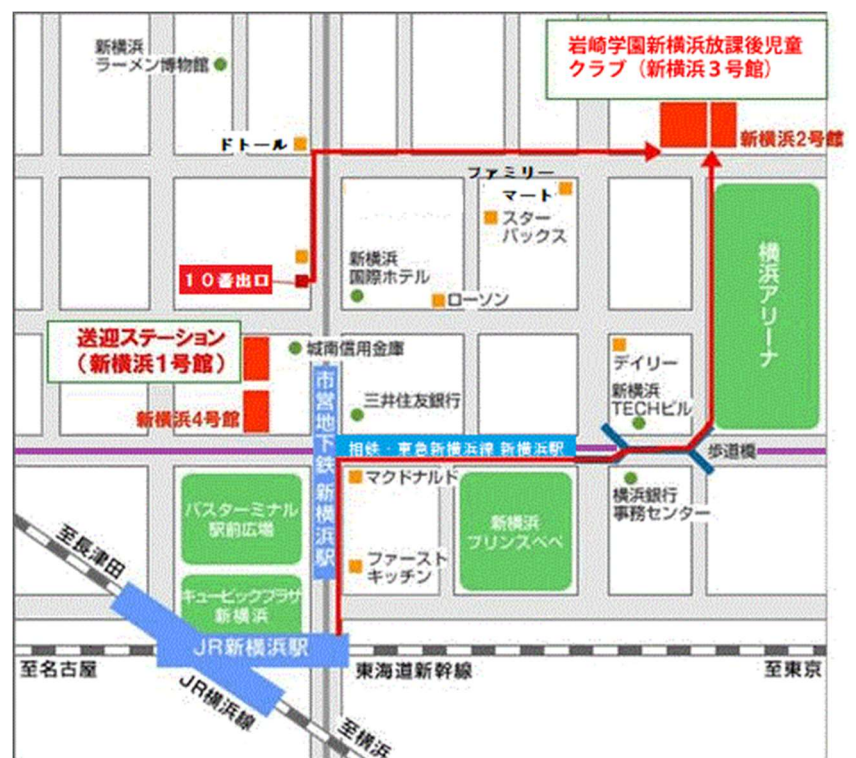 岩崎学園新横浜放課後児童
クラブ（新横浜３号館）
新横浜
ラーメン博物館
新横浜2号館
ドトール
ファミリー
マート
スター
バックス
新横浜
国際ホテル
１０番出口
ローソン
横浜アリーナ
送迎ステーション
（新横浜1号館）
城南信用金庫
デイリー
新横浜
TECHビル
三井住友銀行
新横浜4号館
市営地下鉄 新横浜駅
相鉄・東急新横浜線 新横浜駅
歩道橋
マクドナルド
横浜銀行
事務センター
バスターミナル
駅前広場
新横浜
プリンスペペ
至長津田
ファースト
キッチン
キュービックプラザ
新横浜
JR新横浜駅
至名古屋
東海道新幹線
至東京
JR横浜線
至横浜